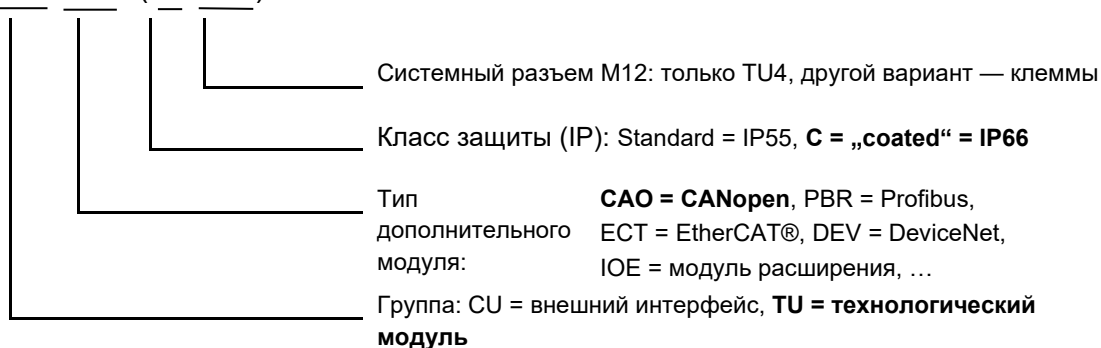 Системный разъем M12: только TU4, другой вариант — клеммы
Класс защиты (IP): Standard = IP55, C = „coated“ = IP66
Тип дополнительного модуля:
CAO = CANopen, PBR = Profibus,
ECT = EtherCAT®, DEV = DeviceNet,
IOE = модуль расширения, …
Группа: CU = внешний интерфейс, TU = технологический
модуль